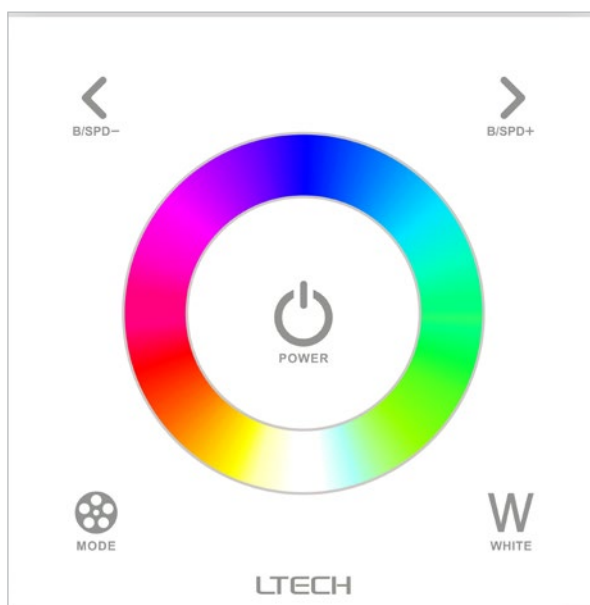 B/SPD−
B/SPD+
POWER
MODE
W
WHITE
LTECH